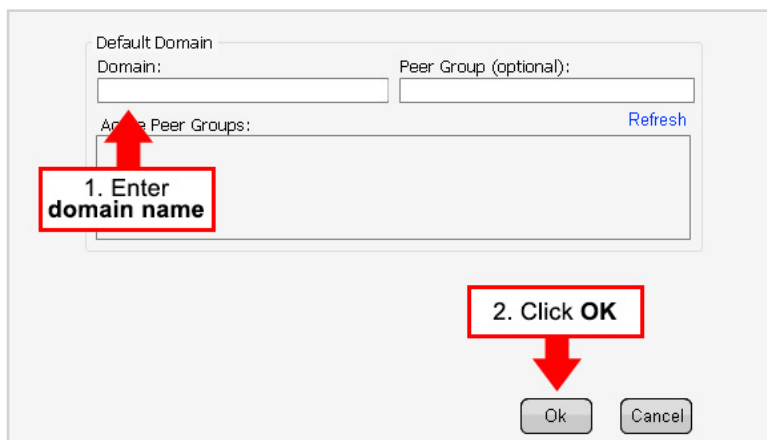 Default Domain
Domain: Peer Group (optional):
Peer Groups: Refresh
1. Enter
domain name
2. Click OK
Ok Cancel